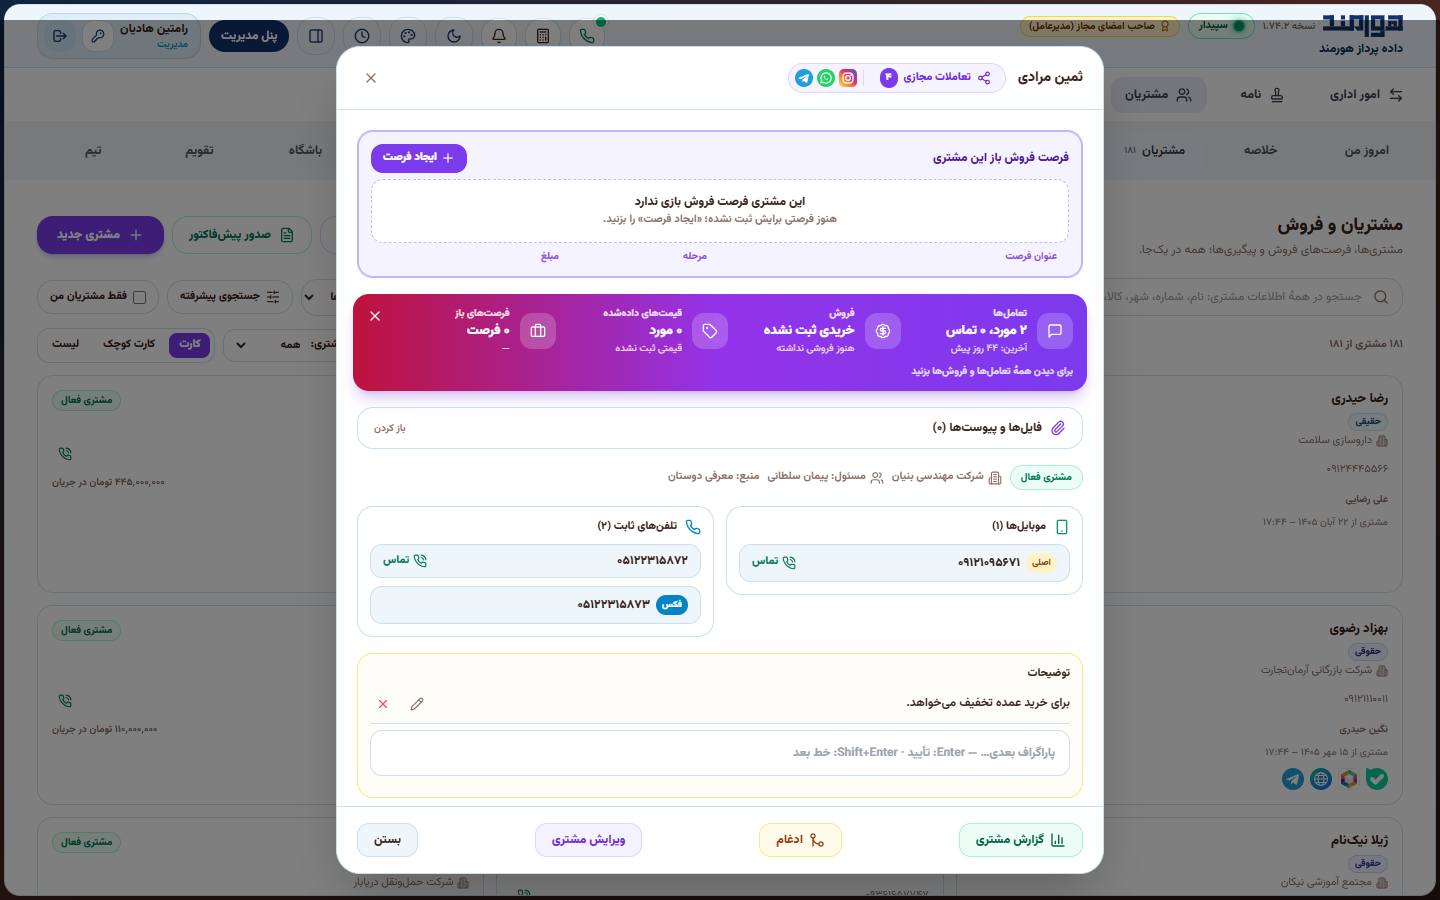 هورمند
داده پرداز هورمند
نسخه ۱.۷۴.۲
سپیدار
صاحب امضای مجاز (مدیرعامل)
پنل مدیریت
رامتین هادیان
مدیریت
امور اداری
نامه
مشتریان
امروز من
خلاصه
مشتریان ۱۸۱
باشگاه
تقویم
تیم
مشتریان و فروش
مشتری‌ها، فرصت‌های فروش و پیگیری‌ها؛ همه در یک‌جا.
صدور پیش‌فاکتور
مشتری جدید
جستجو در همهٔ اطلاعات مشتری: نام، شماره، شهر، کالا،
جستجوی پیشرفته
فقط مشتریان من
۱۸۱ مشتری از ۱۸۱
همه
کارت
کارت کوچک
لیست
رضا حیدری
حقیقی
داروسازی سلامت
۰۹۱۲۴۴۴۵۵۶۶
علی رضایی
مشتری از ۲۲ آبان ۱۴۰۵ – ۱۷:۴۴
مشتری فعال
۴۴۵,۰۰۰,۰۰۰ تومان در جریان
بهزاد رضوی
حقوقی
شرکت بازرگانی آرمان‌تجارت
۰۹۱۲۱۱۱۰۰۱۱
نگین حیدری
مشتری از ۱۵ مهر ۱۴۰۵ – ۱۷:۴۴
مشتری فعال
۱۱۰,۰۰۰,۰۰۰ تومان در جریان
ژیلا نیک‌نام
حقوقی
مجتمع آموزشی نیکان
مشتری فعال
شرکت حمل‌ونقل دریابار
ثمین مرادی
تعاملات مجازی ۴
فرصت فروش باز این مشتری
ایجاد فرصت
این مشتری فرصت فروش بازی ندارد
هنوز فرصتی برایش ثبت نشده؛ «ایجاد فرصت» را بزنید.
عنوان فرصت
مرحله
مبلغ
تعامل‌ها
۲ مورد، ۰ تماس
آخرین: ۴۴ روز پیش
فروش
خریدی ثبت نشده
هنوز فروشی نداشته
قیمت‌های داده‌شده
۰ مورد
قیمتی ثبت نشده
فرصت‌های باز
۰ فرصت
—
برای دیدن همهٔ تعامل‌ها و فروش‌ها بزنید
فایل‌ها و پیوست‌ها (۰)
باز کردن
مشتری فعال
شرکت مهندسی بنیان
مسئول: پیمان سلطانی
منبع: معرفی دوستان
موبایل‌ها (۱)
اصلی
۰۹۱۲۱۰۹۵۶۷۱
تماس
تلفن‌های ثابت (۲)
۰۵۱۲۲۳۱۵۸۷۲
تماس
فکس
۰۵۱۲۲۳۱۵۸۷۳
توضیحات
برای خرید عمده تخفیف می‌خواهد.
پاراگراف بعدی… — Enter: تأیید · Shift+Enter: خط بعد
گزارش مشتری
ادغام
ویرایش مشتری
بستن